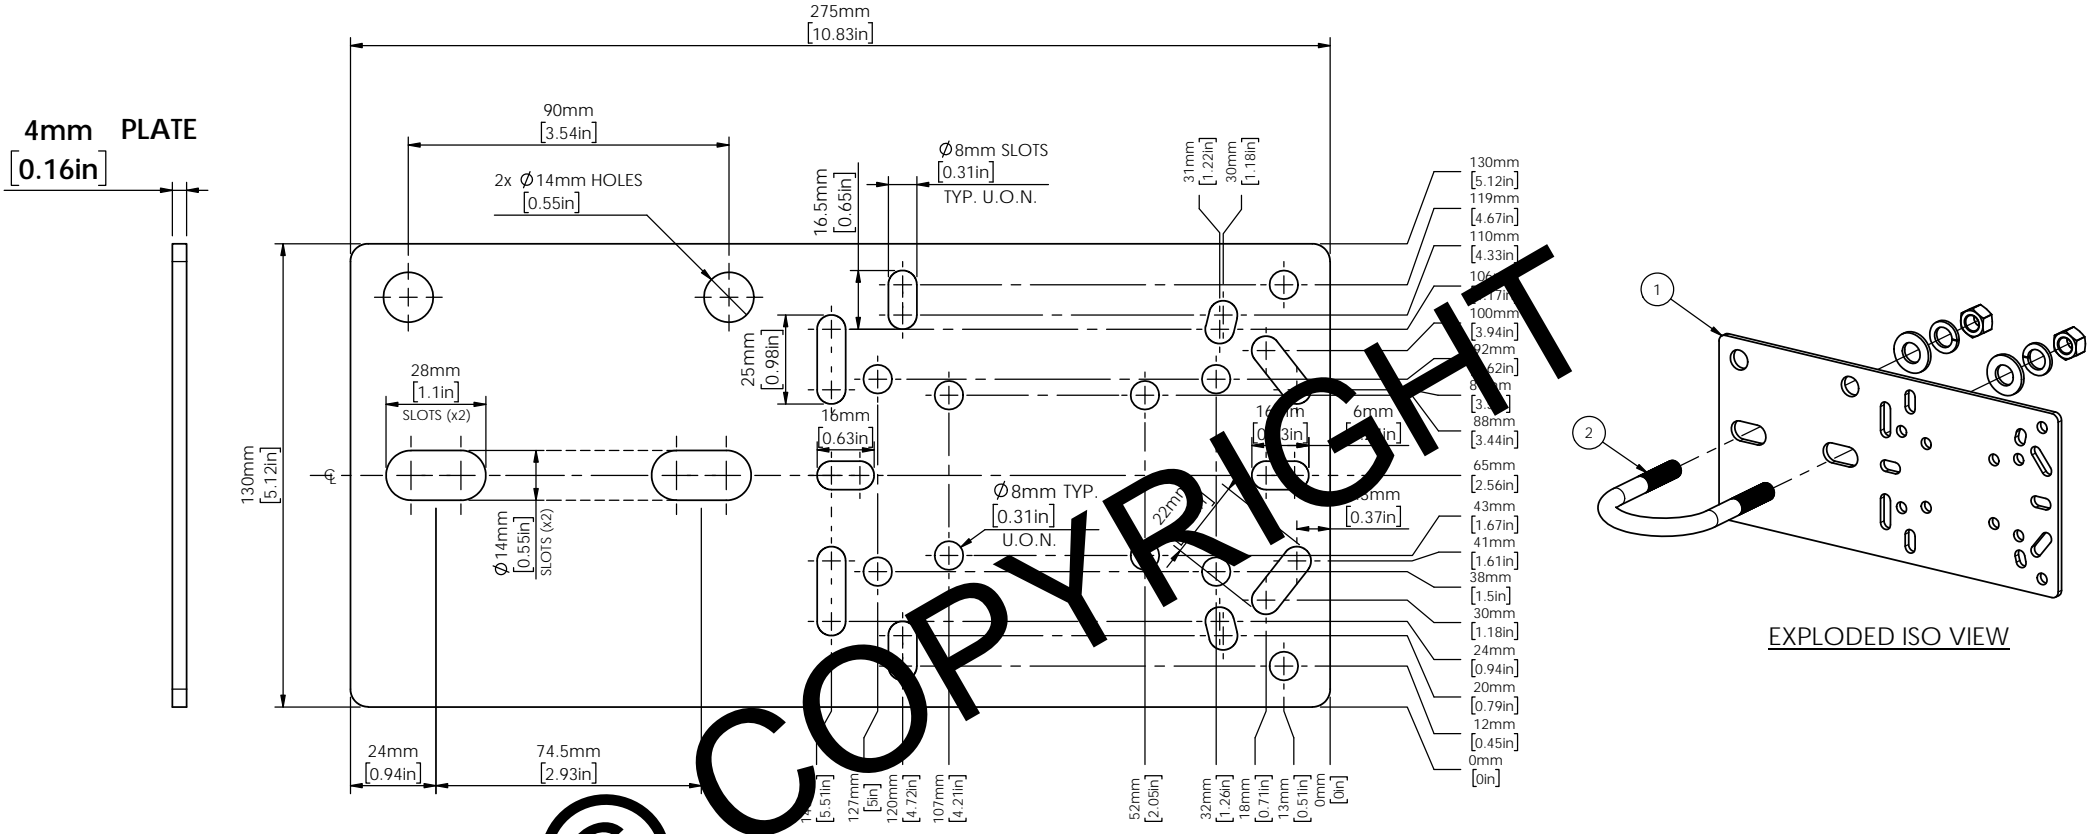 275mm
[10.83in]
4mm PLATE
[0.16in]
90mm
[3.54in]
2x Ø14mm HOLES
[0.55in]
16.5mm
[0.65in]
Ø8mm SLOTS
[0.31in]
TYP. U.O.N.
31mm
[1.22in]
30mm
[1.18in]
130mm
[5.12in]
119mm
[4.67in]
110mm
[4.33in]
100mm
[3.94in]
88mm
[3.44in]
65mm
[2.56in]
43mm
[1.67in]
41mm
[1.61in]
38mm
[1.5in]
30mm
[1.18in]
24mm
[0.94in]
20mm
[0.79in]
12mm
[0.45in]
0mm
[0in]
25mm
[0.98in]
28mm
[1.1in]
SLOTS (x2)
16mm
[0.63in]
6mm
130mm
[5.12in]
℄
Ø14mm
[0.55in]
SLOTS (x2)
Ø8mm TYP.
[0.31in]
U.O.N.
22mm
[0.37in]
24mm
[0.94in]
74.5mm
[2.93in]
[5.51in]
127mm
[5in]
120mm
[4.72in]
107mm
[4.21in]
52mm
[2.05in]
32mm
[1.26in]
18mm
[0.71in]
13mm
[0.51in]
0mm
[0in]
1
2
EXPLODED ISO VIEW
© COPYRIGHT